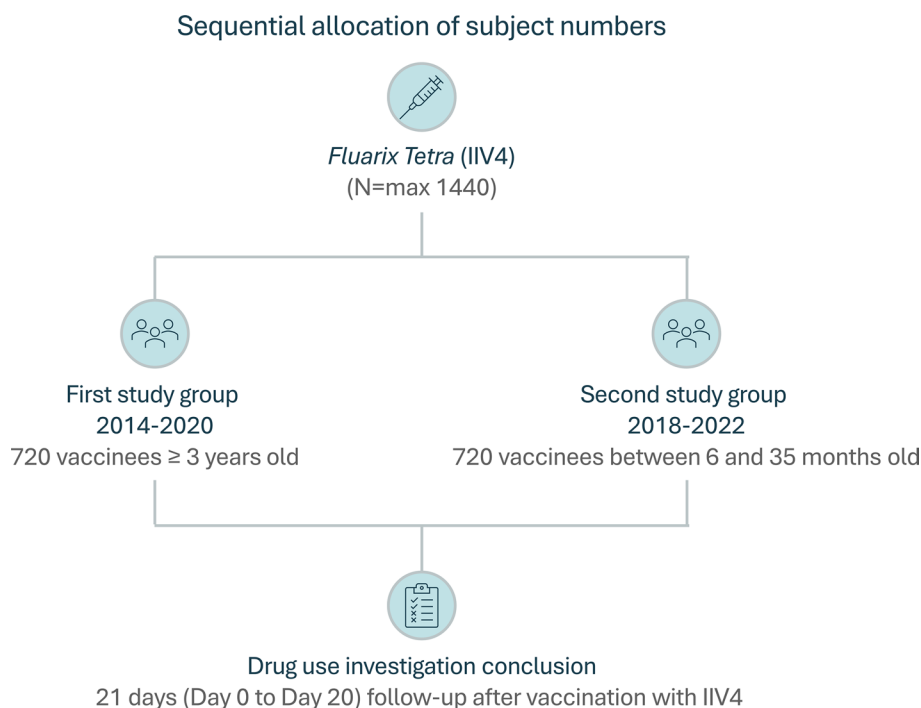 Sequential allocation of subject numbers
Fluarix Tetra (IIV4)
(N=max 1440)
First study group
2014-2020
720 vaccinees ≥ 3 years old
Second study group
2018-2022
720 vaccinees between 6 and 35 months old
Drug use investigation conclusion
21 days (Day 0 to Day 20) follow-up after vaccination with IIV4